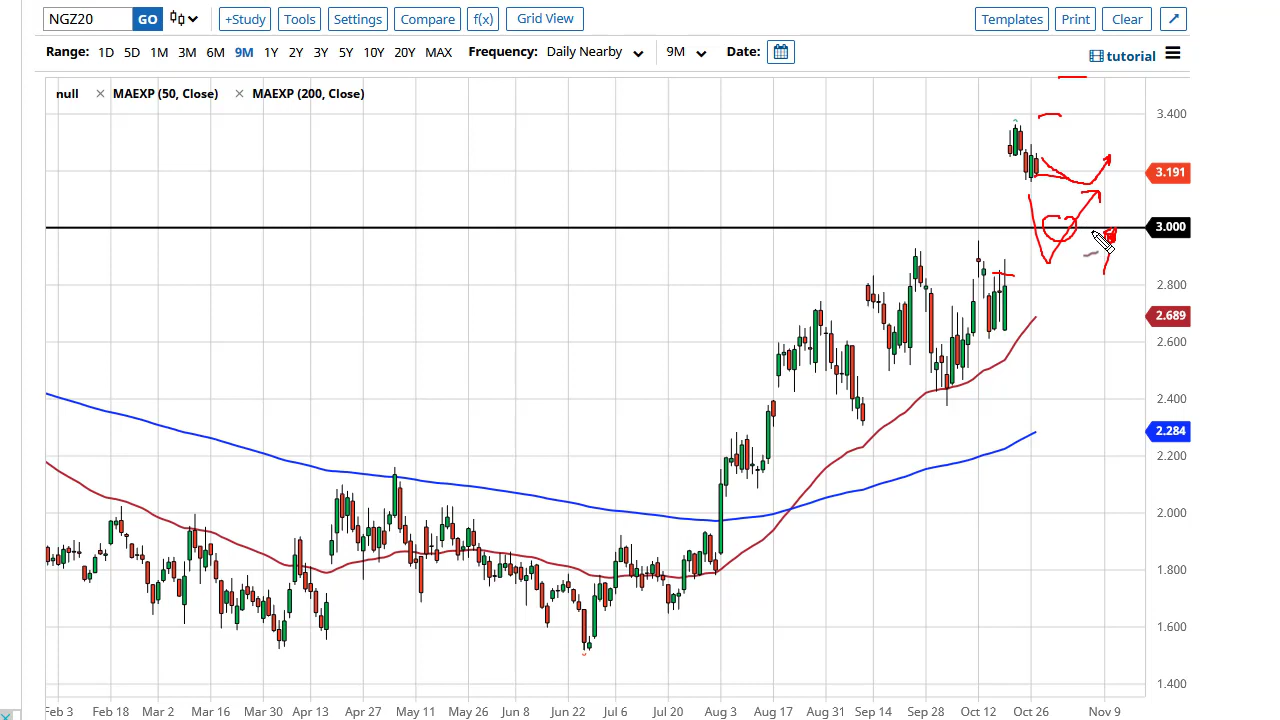 NGZ20 GO +Study Tools Settings Compare f(x) Grid View Templates Print Clear
Range: 1D 5D 1M 3M 6M 9M 1Y 2Y 3Y 5Y 10Y 20Y MAX Frequency: Daily Nearby 9M Date:
tutorial
null × MAEXP (50, Close) × MAEXP (200, Close)
3.400
3.191
3.000
2.800
2.689
2.600
2.400
2.284
2.200
2.000
1.800
1.600
1.400
Feb 3 Feb 18 Mar 2 Mar 16 Mar 30 Apr 13 Apr 27 May 11 May 26 Jun 8 Jun 22 Jul 6 Jul 20 Aug 3 Aug 17 Aug 31 Sep 14 Sep 28 Oct 12 Oct 26 Nov 9